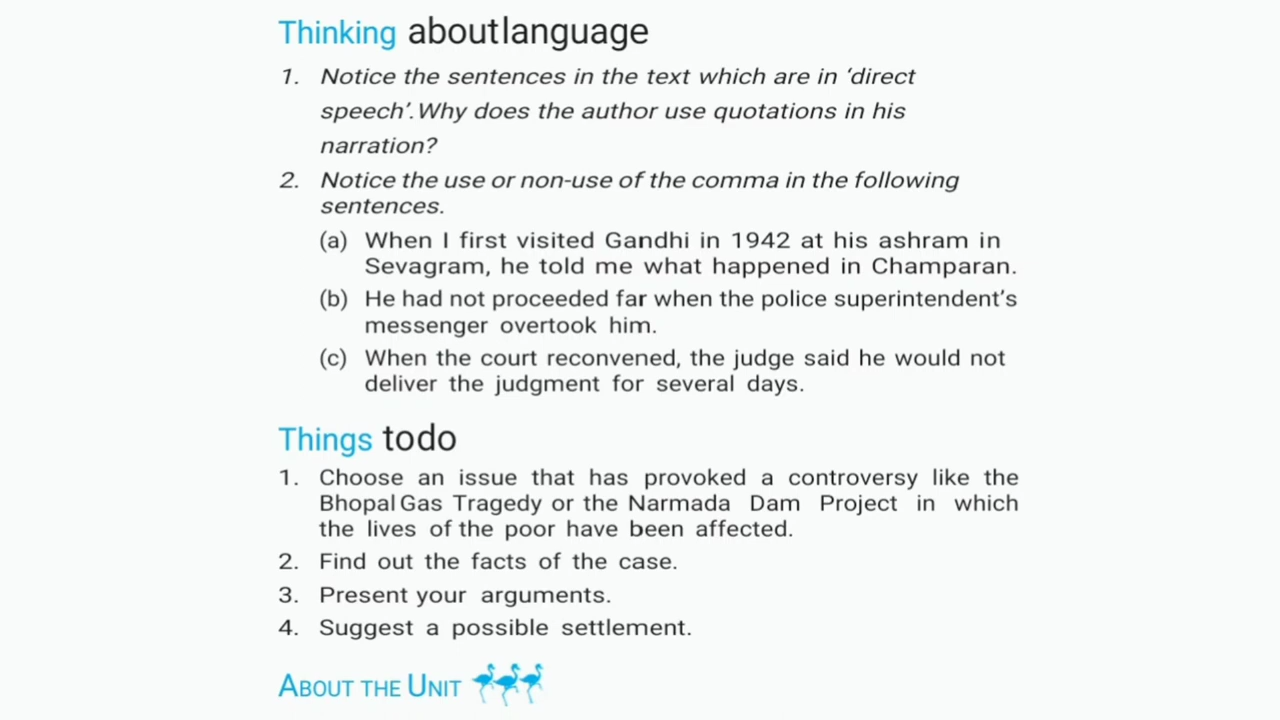 Thinking aboutlanguage
1. Notice the sentences in the text which are in ‘direct
speech’. Why does the author use quotations in his
narration?
2. Notice the use or non-use of the comma in the following
sentences.
(a) When I first visited Gandhi in 1942 at his ashram in
Sevagram, he told me what happened in Champaran.
(b) He had not proceeded far when the police superintendent’s
messenger overtook him.
(c) When the court reconvened, the judge said he would not
deliver the judgment for several days.
Things todo
1. Choose an issue that has provoked a controversy like the
Bhopal Gas Tragedy or the Narmada Dam Project in which
the lives of the poor have been affected.
2. Find out the facts of the case.
3. Present your arguments.
4. Suggest a possible settlement.
ABOUT THE UNIT